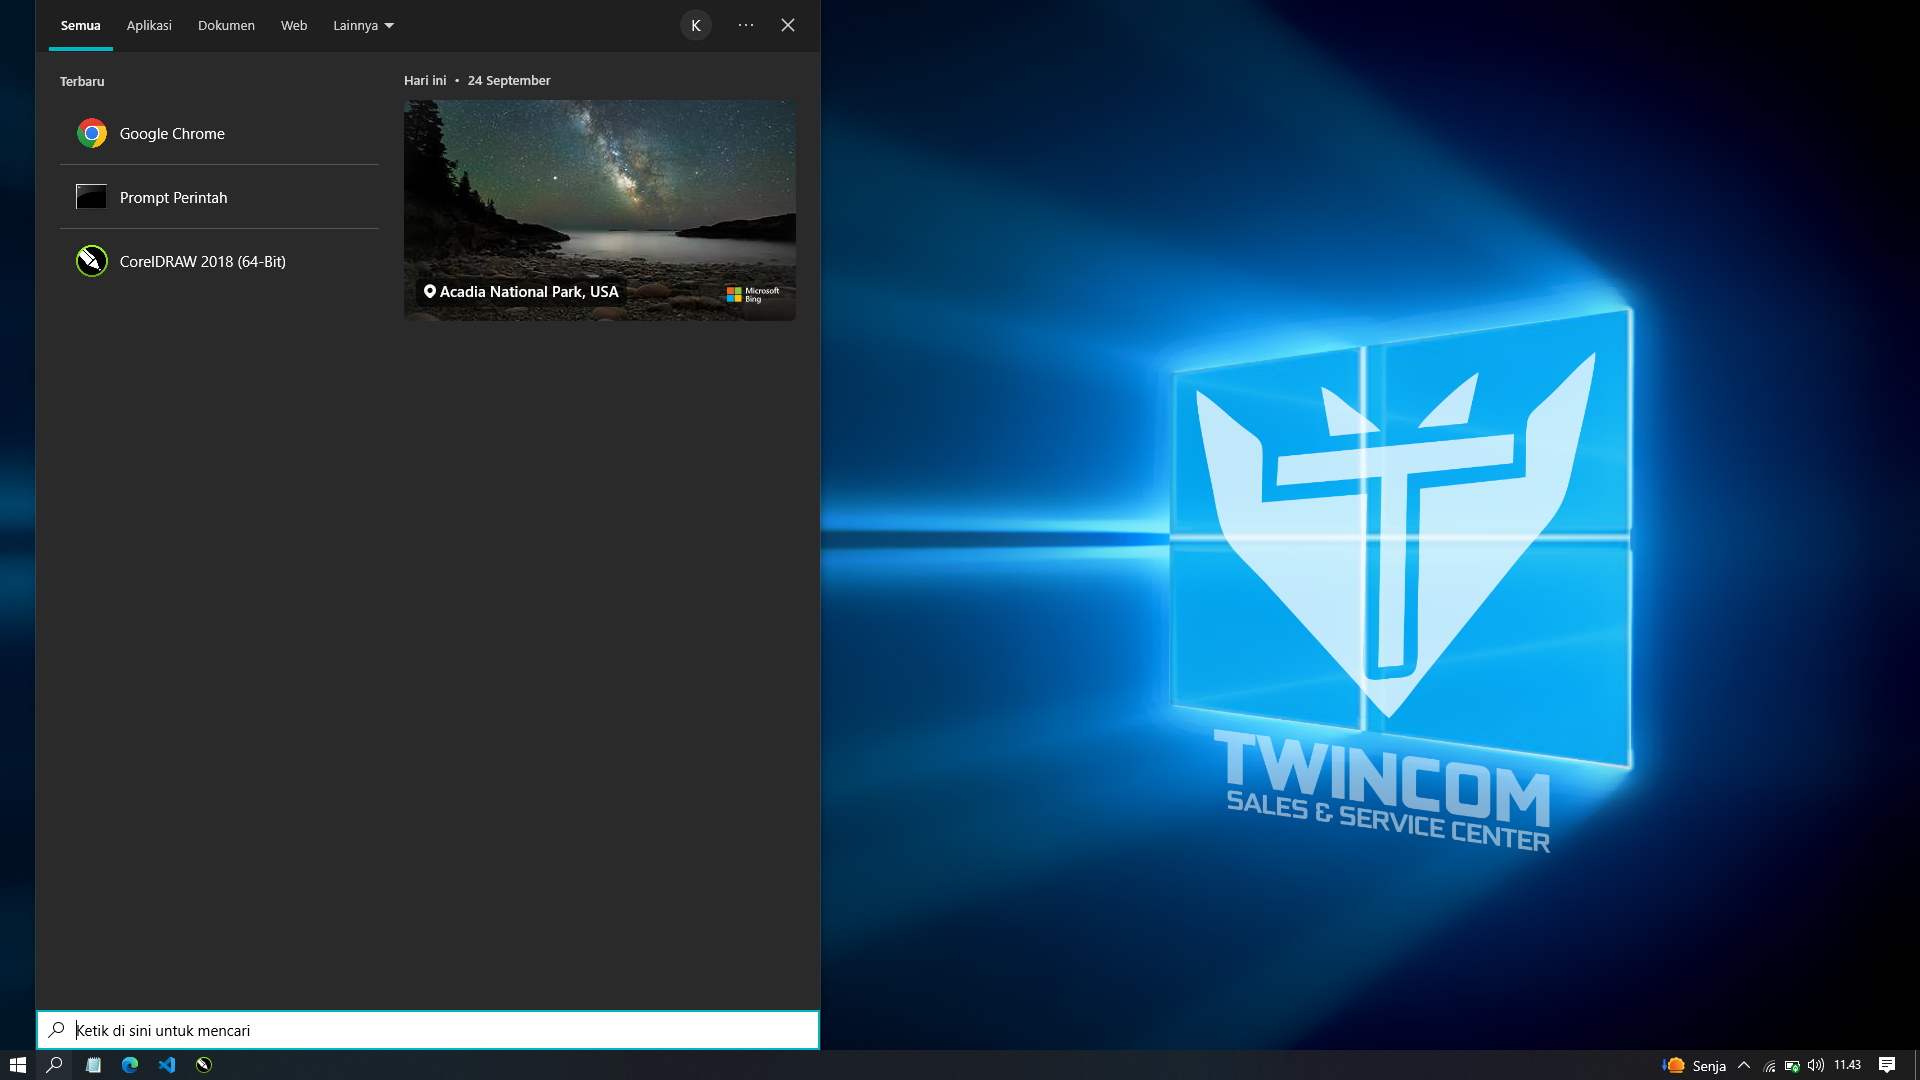 Semua Aplikasi Dokumen Web Lainnya
K
Terbaru
Google Chrome
Prompt Perintah
CorelDRAW 2018 (64-Bit)
Hari ini • 24 September
Acadia National Park, USA
Microsoft
Bing
TWINCOM
SALES & SERVICE CENTER
Ketik di sini untuk mencari
Senja 11.43